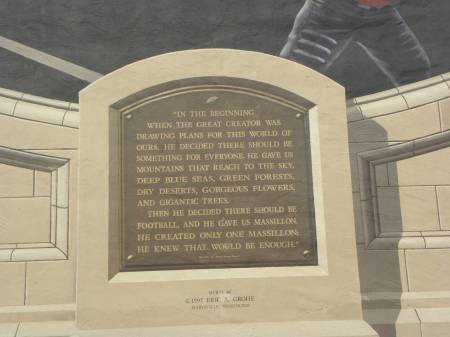 "IN THE BEGINNING
WHEN THE GREAT CREATOR WAS
DRAWING PLANS FOR THIS WORLD OF
OURS, HE DECIDED THERE SHOULD BE
SOMETHING FOR EVERYONE. HE GAVE US
MOUNTAINS THAT REACH TO THE SKY,
DEEP BLUE SEAS, GREEN FORESTS,
DRY DESERTS, GORGEOUS FLOWERS,
AND GIGANTIC TREES.
THEN HE DECIDED THERE SHOULD BE
FOOTBALL, AND HE GAVE US MASSILLON.
HE CREATED ONLY ONE MASSILLON;
HE KNEW THAT WOULD BE ENOUGH."
©1997 ERIC A. GROHE